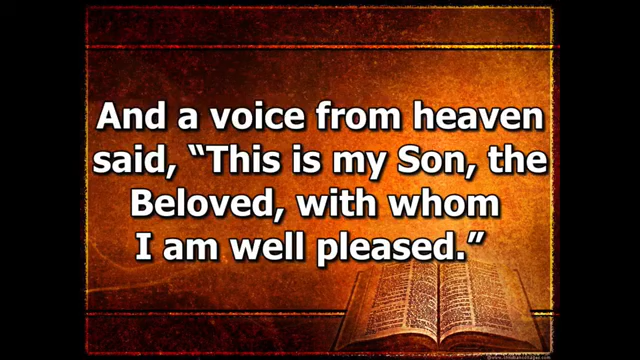 And a voice from heaven
said, “This is my Son, the
Beloved, with whom
I am well pleased.”